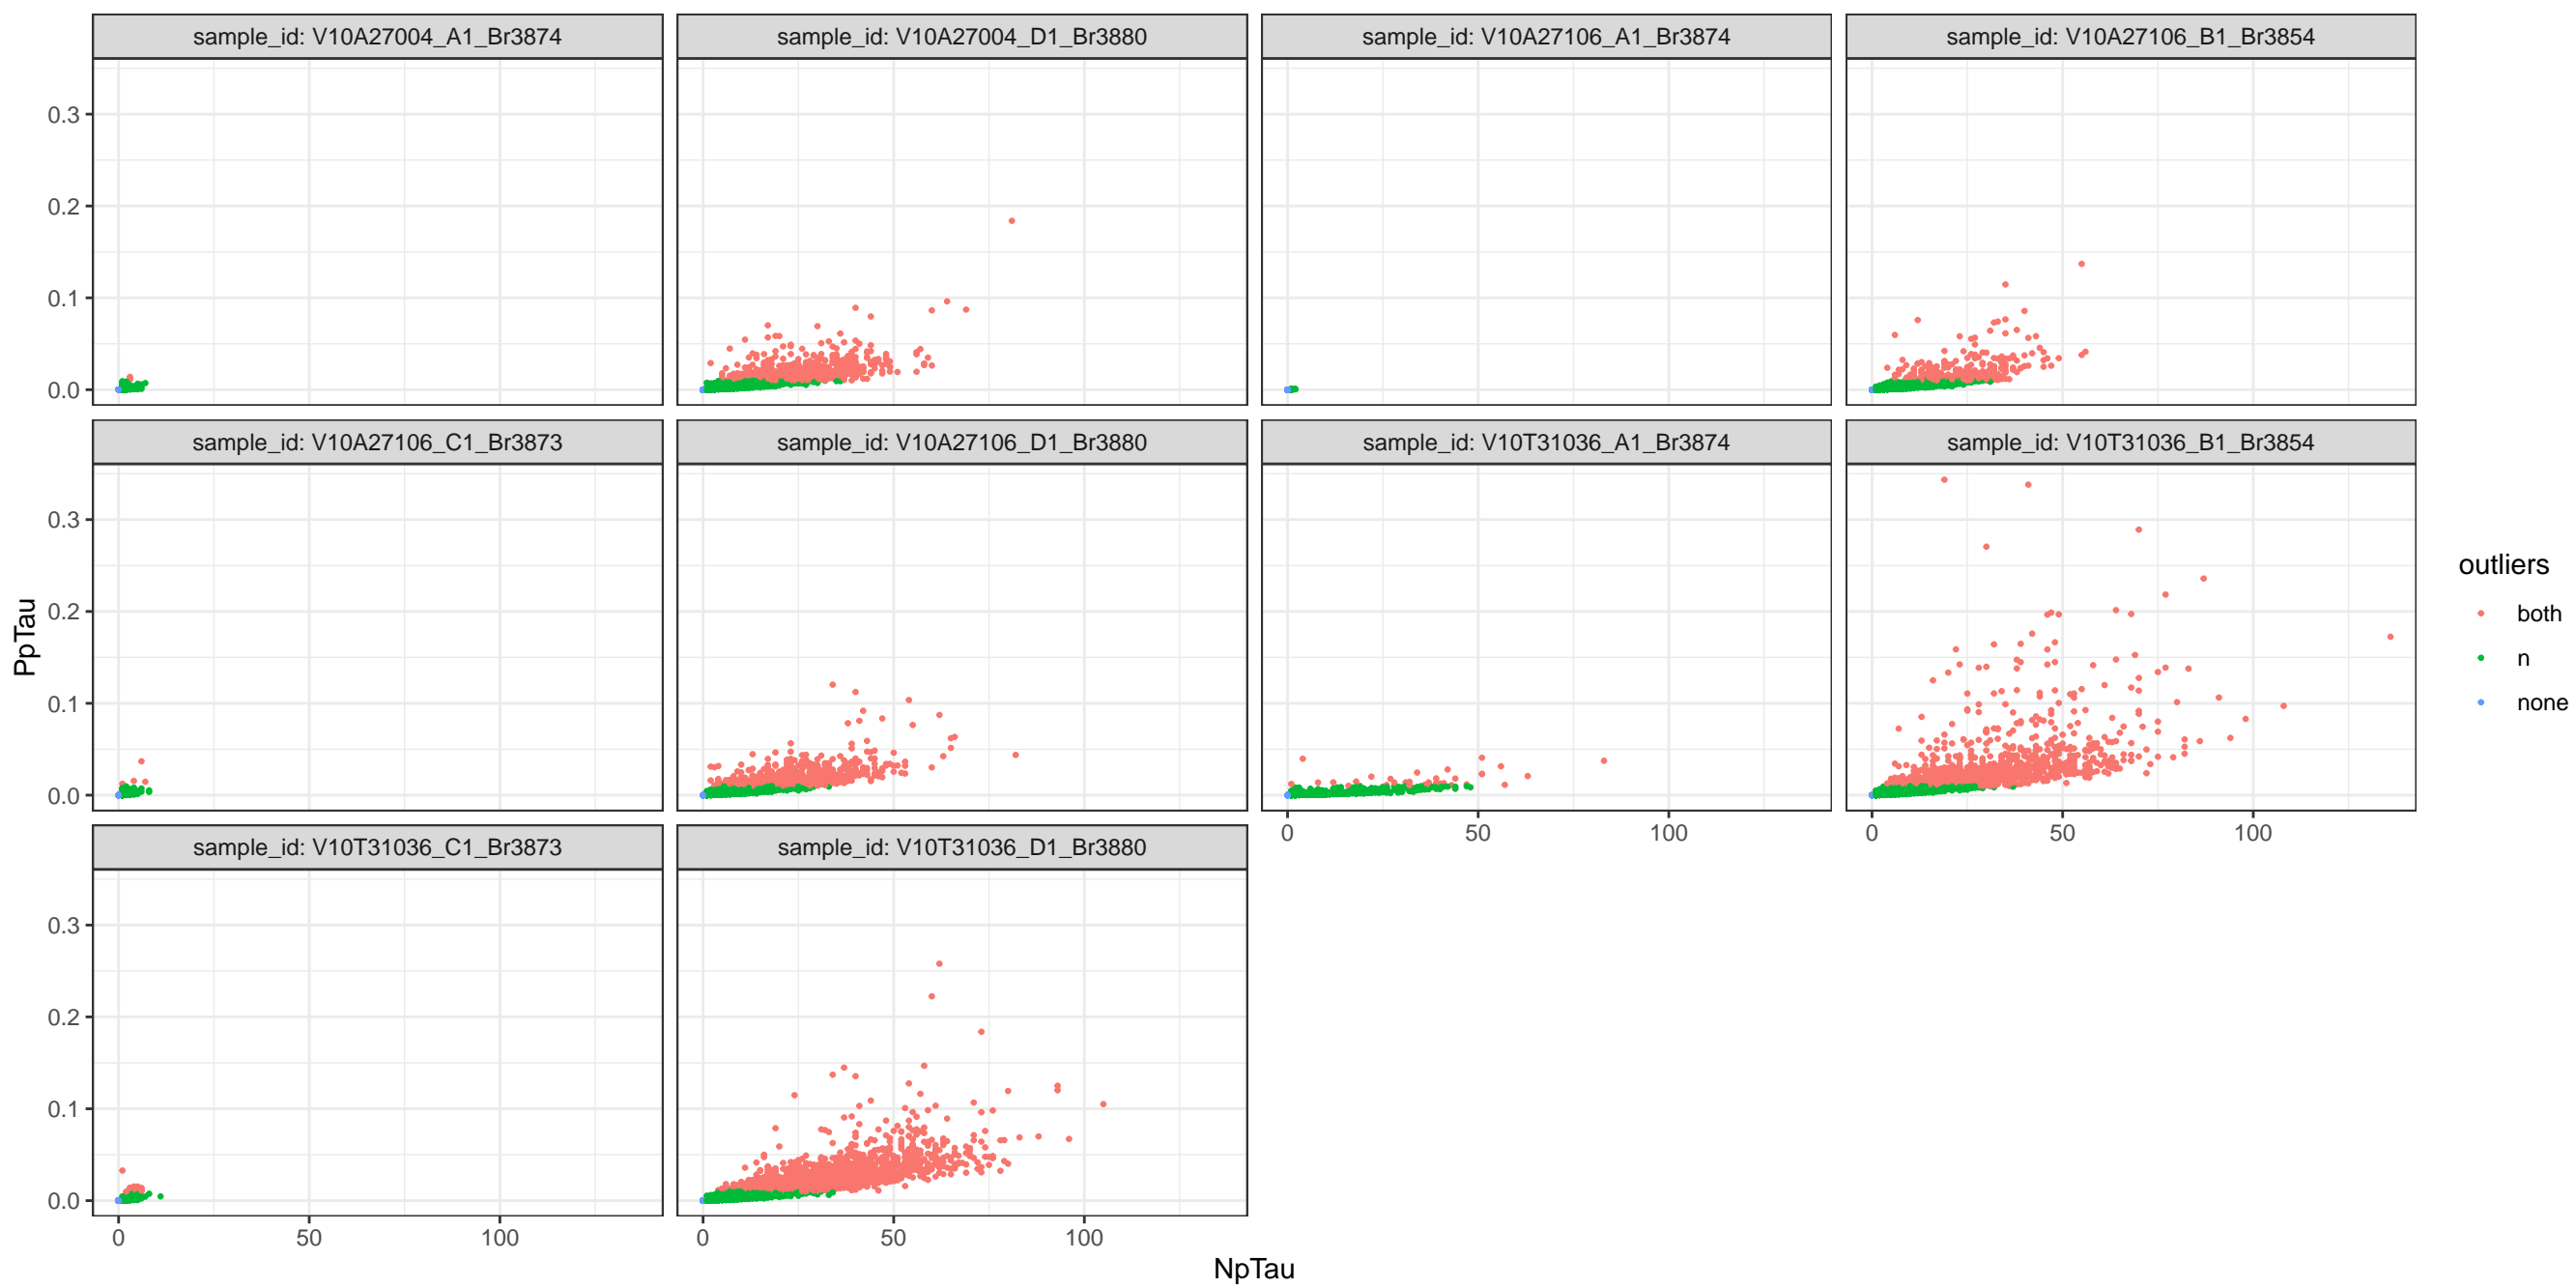 sample_id: V10A27004_A1_Br3874
sample_id: V10A27004_D1_Br3880
sample_id: V10A27106_A1_Br3874
sample_id: V10A27106_B1_Br3854
0.3
0.2
0.1
0.0
sample_id: V10A27106_C1_Br3873
sample_id: V10A27106_D1_Br3880
sample_id: V10T31036_A1_Br3874
sample_id: V10T31036_B1_Br3854
0.3
0.2
0.1
0.0
0 50 100
0 50 100
sample_id: V10T31036_C1_Br3873
sample_id: V10T31036_D1_Br3880
0.3
0.2
0.1
0.0
0 50 100
0 50 100
NpTau
PpTau
outliers
both
n
none